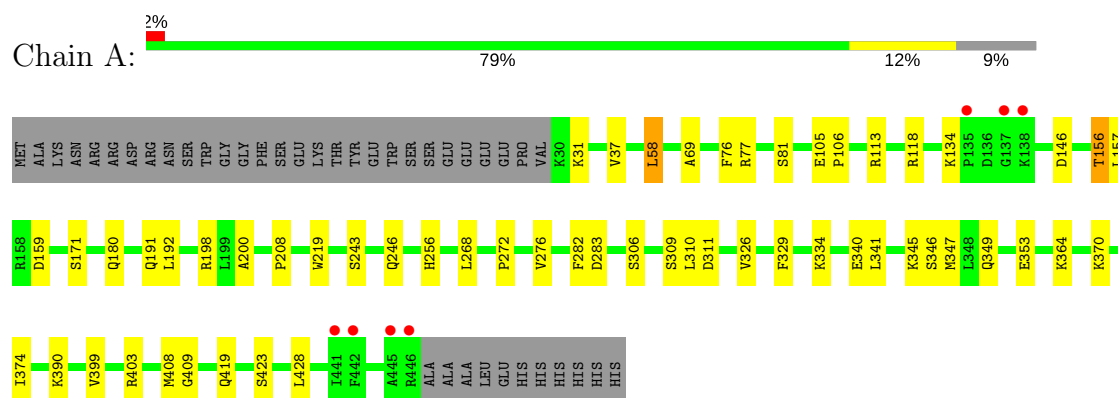 2%
Chain A:
79% 12% 9%
MET ALA LYS ASN ARG ARG ASP ARG ASN SER TRP GLY GLY PHE SER GLU LYS THR TYR GLU TRP SER SER GLU GLU GLU GLU PRO VAL K30 K31 V37 L58 A69 F76 R77 S81 E105 P106 R113 R118 K134 P135 D136 G137 K138 D146 T156 L157
R158 D159 S171 Q180 Q191 L192 R198 L199 A200 P208 W219 S243 Q246 H256 L268 P272 V276 F282 D283 S306 S309 L310 D311 V326 F329 K334 E340 L341 K345 S346 M347 L348 Q349 E353 K364 K370
I374 K390 V399 R403 M408 G409 Q419 S423 L428 I441 F442 A445 R446 ALA ALA ALA LEU GLU HIS HIS HIS HIS HIS HIS